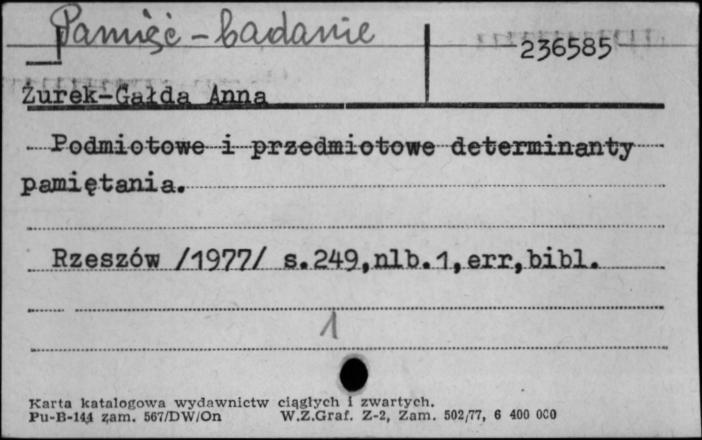 Pamięć – badanie
236585
Żurek-Gałda Anna
Podmiotowe i przedmiotowe determinanty
pamiętania.
Rzeszów /1977/ s.249,nlb.1,err,bibl.
1
Karta katalogowa wydawnictw ciągłych i zwartych.
Pu-B-144 zam. 567/DW/On W.Z.Graf. Z-2, Zam. 502/77, 6 400 000